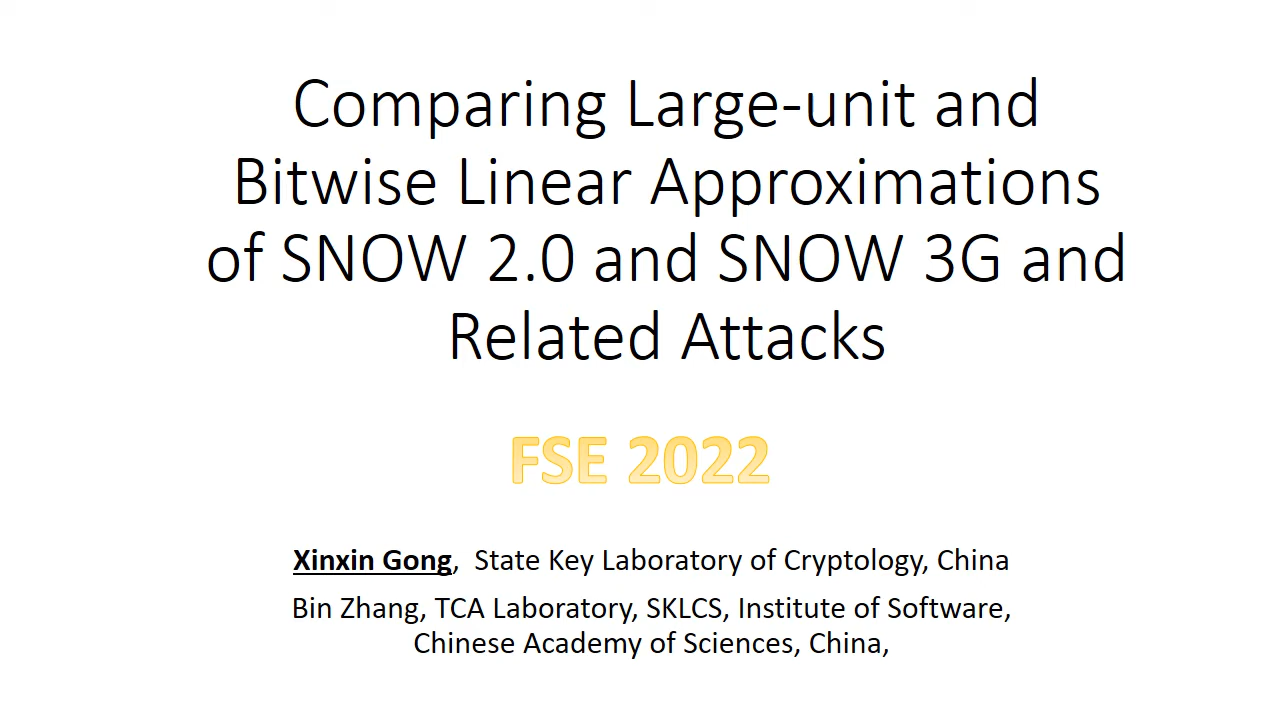 Comparing Large-unit and
Bitwise Linear Approximations
of SNOW 2.0 and SNOW 3G and
Related Attacks
FSE 2022
Xinxin Gong, State Key Laboratory of Cryptology, China
Bin Zhang, TCA Laboratory, SKLCS, Institute of Software,
Chinese Academy of Sciences, China,